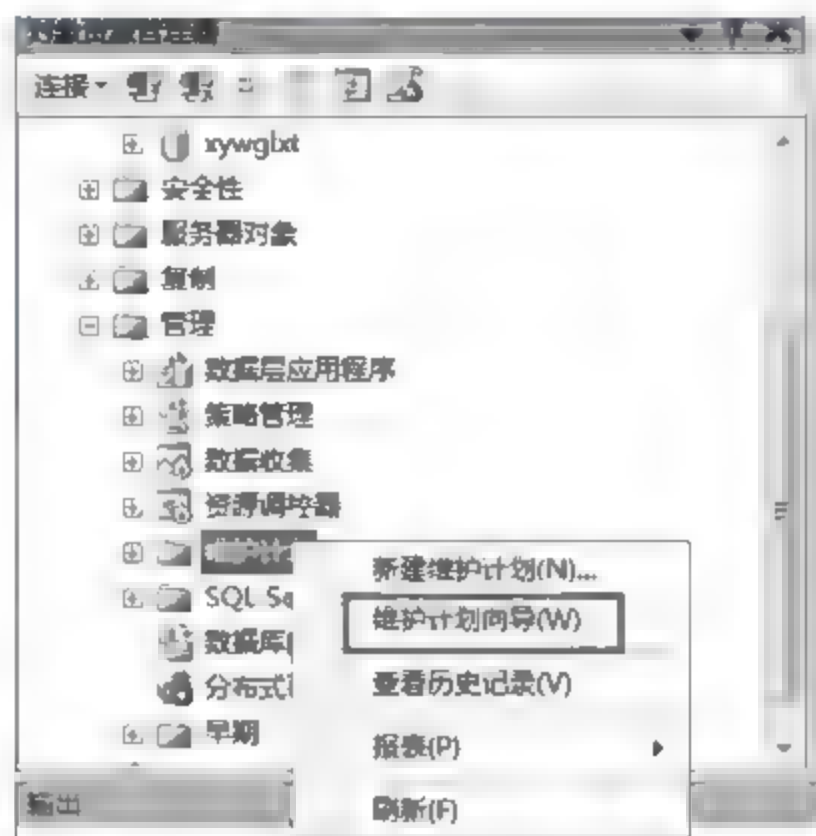 连接
xywglxt
安全性
服务器对象
复制
管理
数据层应用程序
策略管理
数据收集
资源调控器
新建维护计划(N)...
SQL Se
维护计划向导(W)
数据库
分布式
查看历史记录(V)
早期
报表(P)
输出
刷新(F)